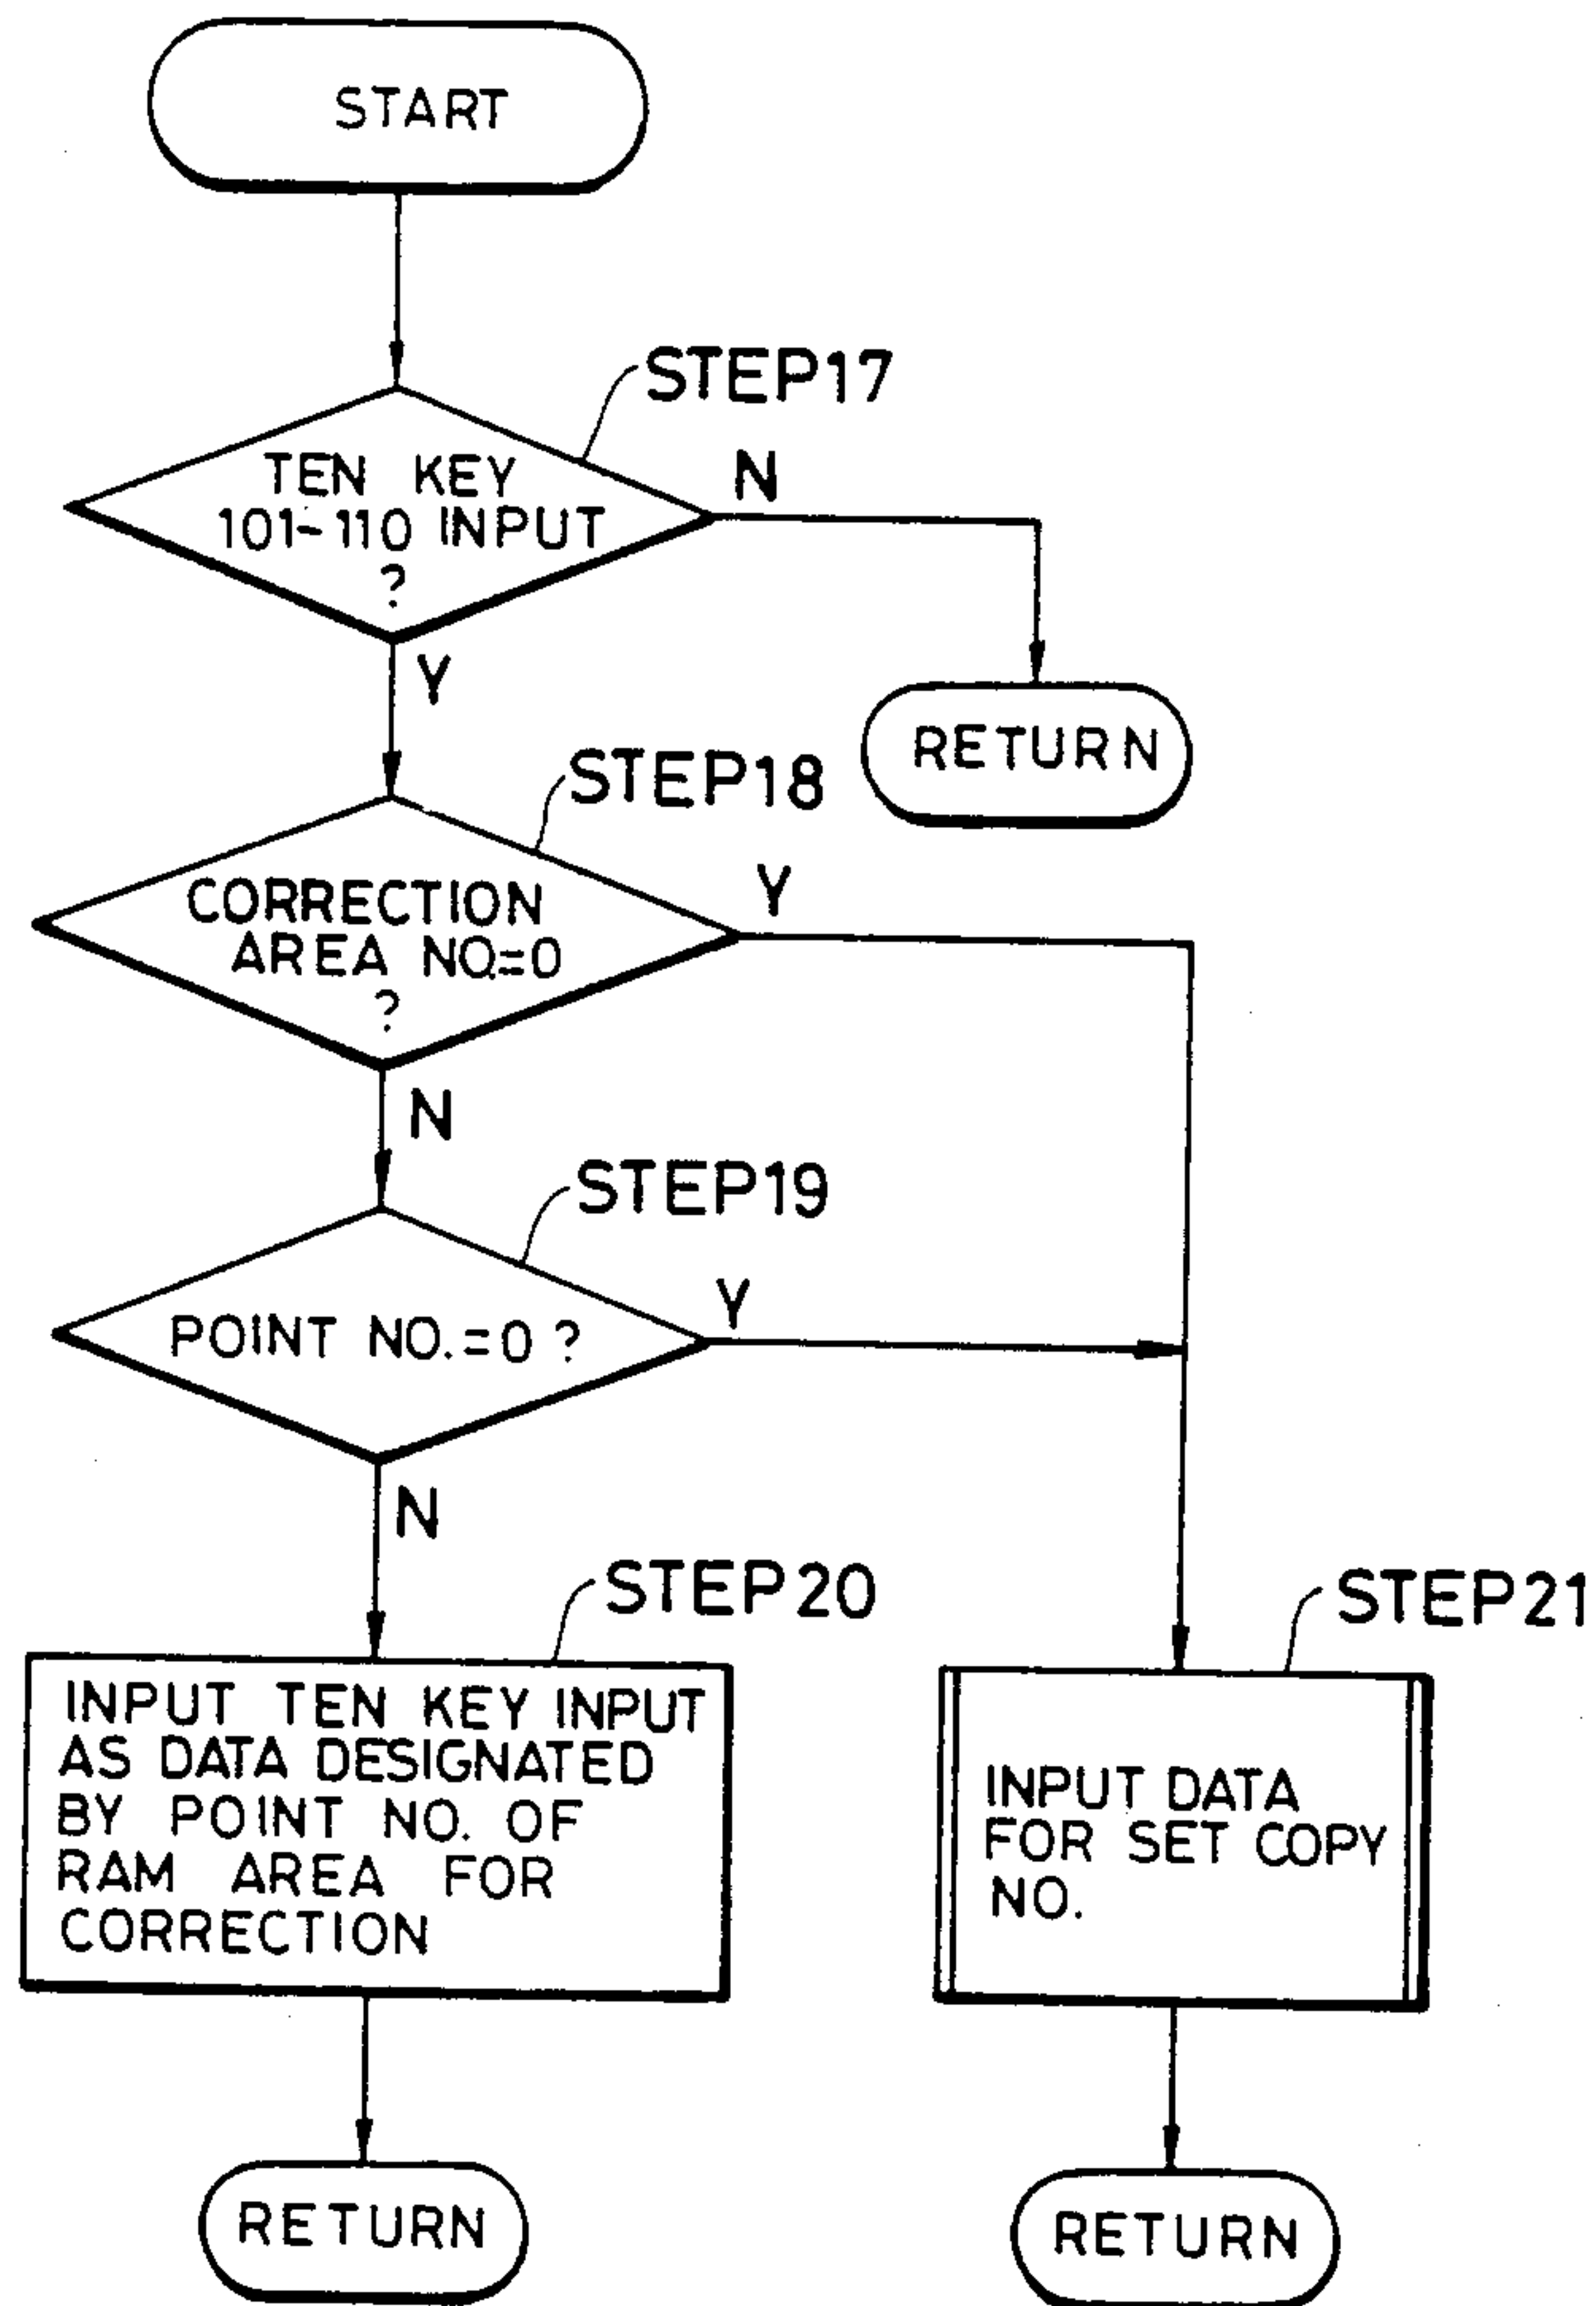 START
STEP17
TEN KEY
101-110 INPUT
?
N
Y
RETURN
STEP18
CORRECTION
AREA NO.=0
?
Y
N
STEP19
POINT NO.=0 ?
Y
N
STEP20
INPUT TEN KEY INPUT
AS DATA DESIGNATED
BY POINT NO. OF
RAM AREA FOR
CORRECTION
STEP21
INPUT DATA
FOR SET COPY
NO.
RETURN
RETURN